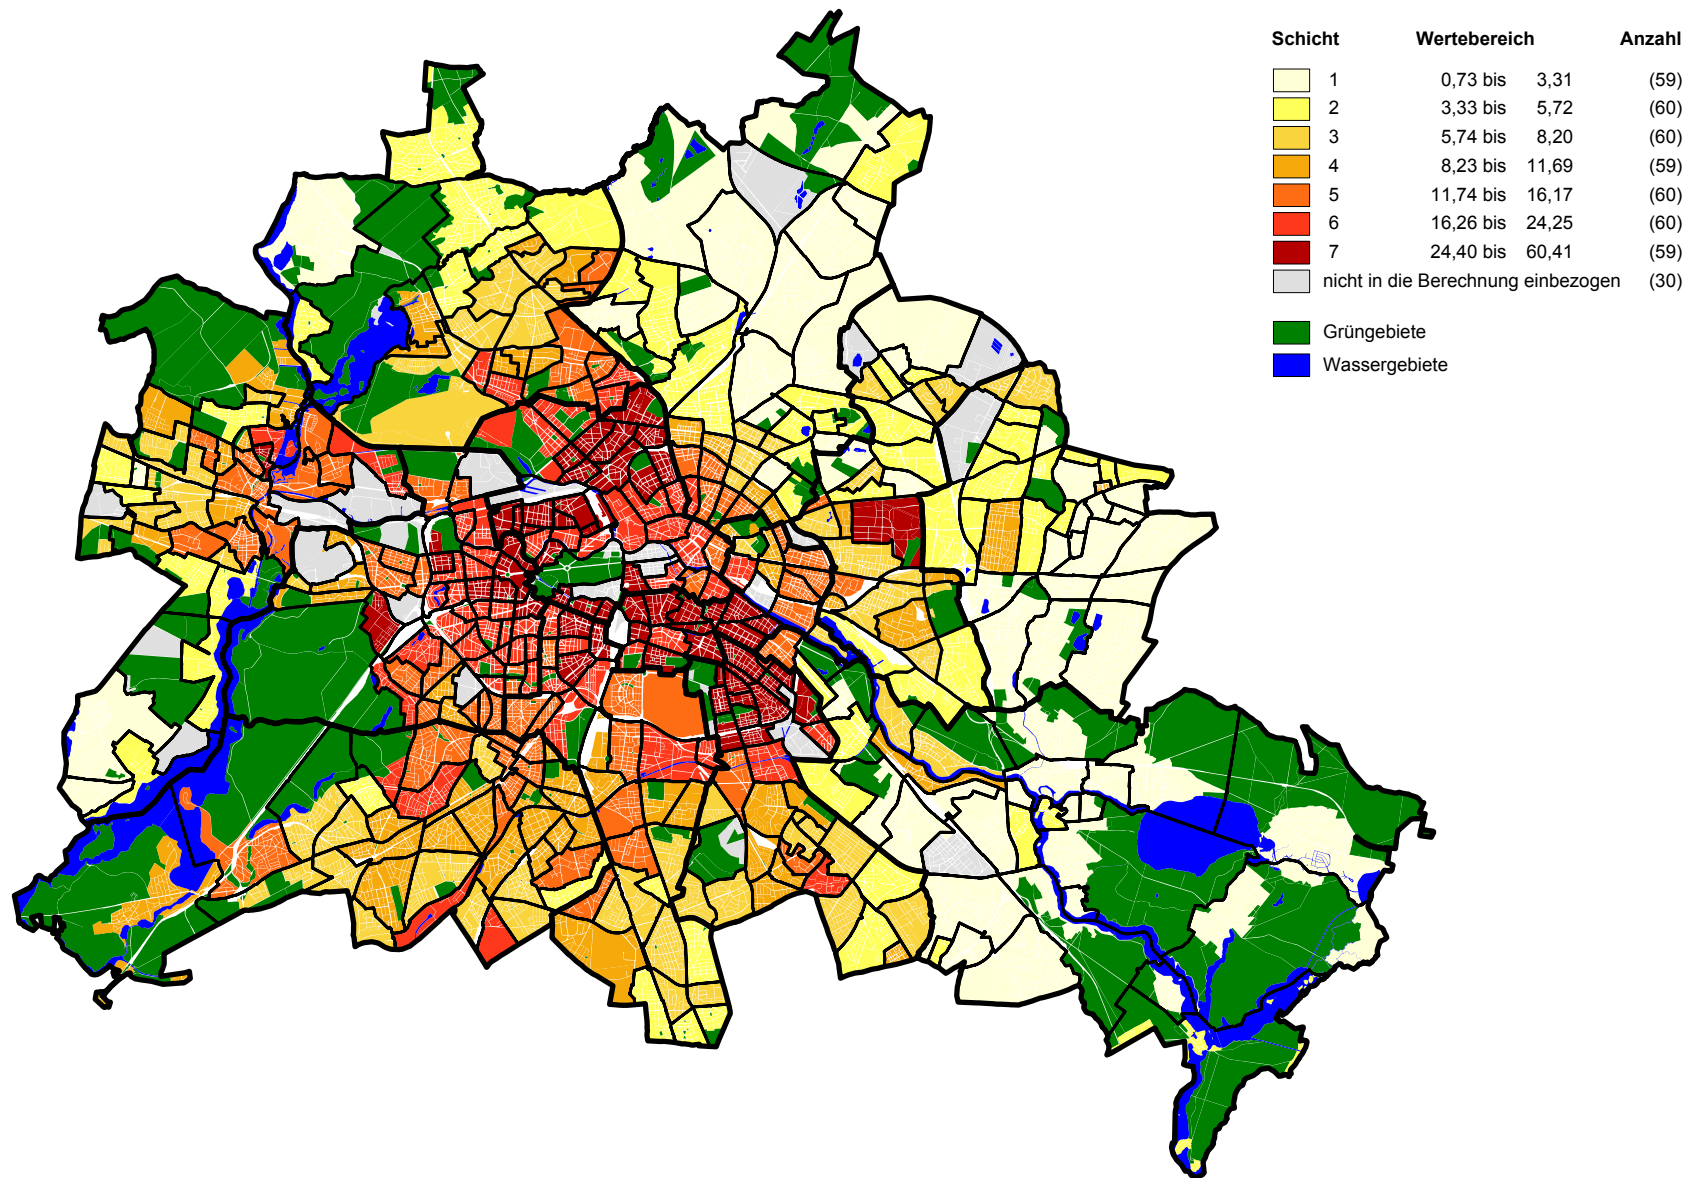 Schicht Wertebereich Anzahl
1 0,73 bis 3,31 (59)
2 3,33 bis 5,72 (60)
3 5,74 bis 8,20 (60)
4 8,23 bis 11,69 (59)
5 11,74 bis 16,17 (60)
6 16,26 bis 24,25 (60)
7 24,40 bis 60,41 (59)
nicht in die Berechnung einbezogen (30)
Grüngebiete
Wassergebiete